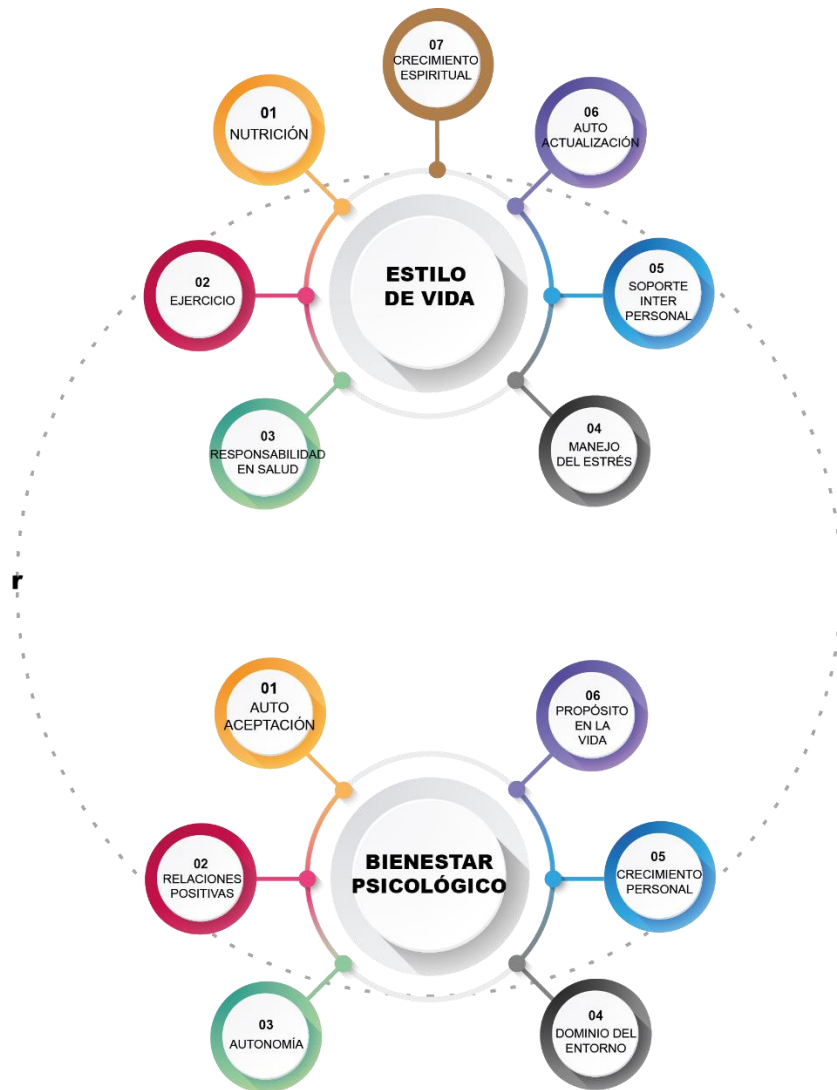 07
CRECIMIENTO
ESPIRITUAL
01
NUTRICIÓN
06
AUTO
ACTUALIZACIÓN
ESTILO
DE VIDA
02
EJERCICIO
05
SOPORTE
INTER
PERSONAL
03
RESPONSABILIDAD
EN SALUD
04
MANEJO
DEL ESTRÉS
r
01
AUTO
ACEPTACIÓN
06
PROPÓSITO
EN LA
VIDA
BIENESTAR
PSICOLÓGICO
02
RELACIONES
POSITIVAS
05
CRECIMIENTO
PERSONAL
03
AUTONOMÍA
04
DOMINIO DEL
ENTORNO